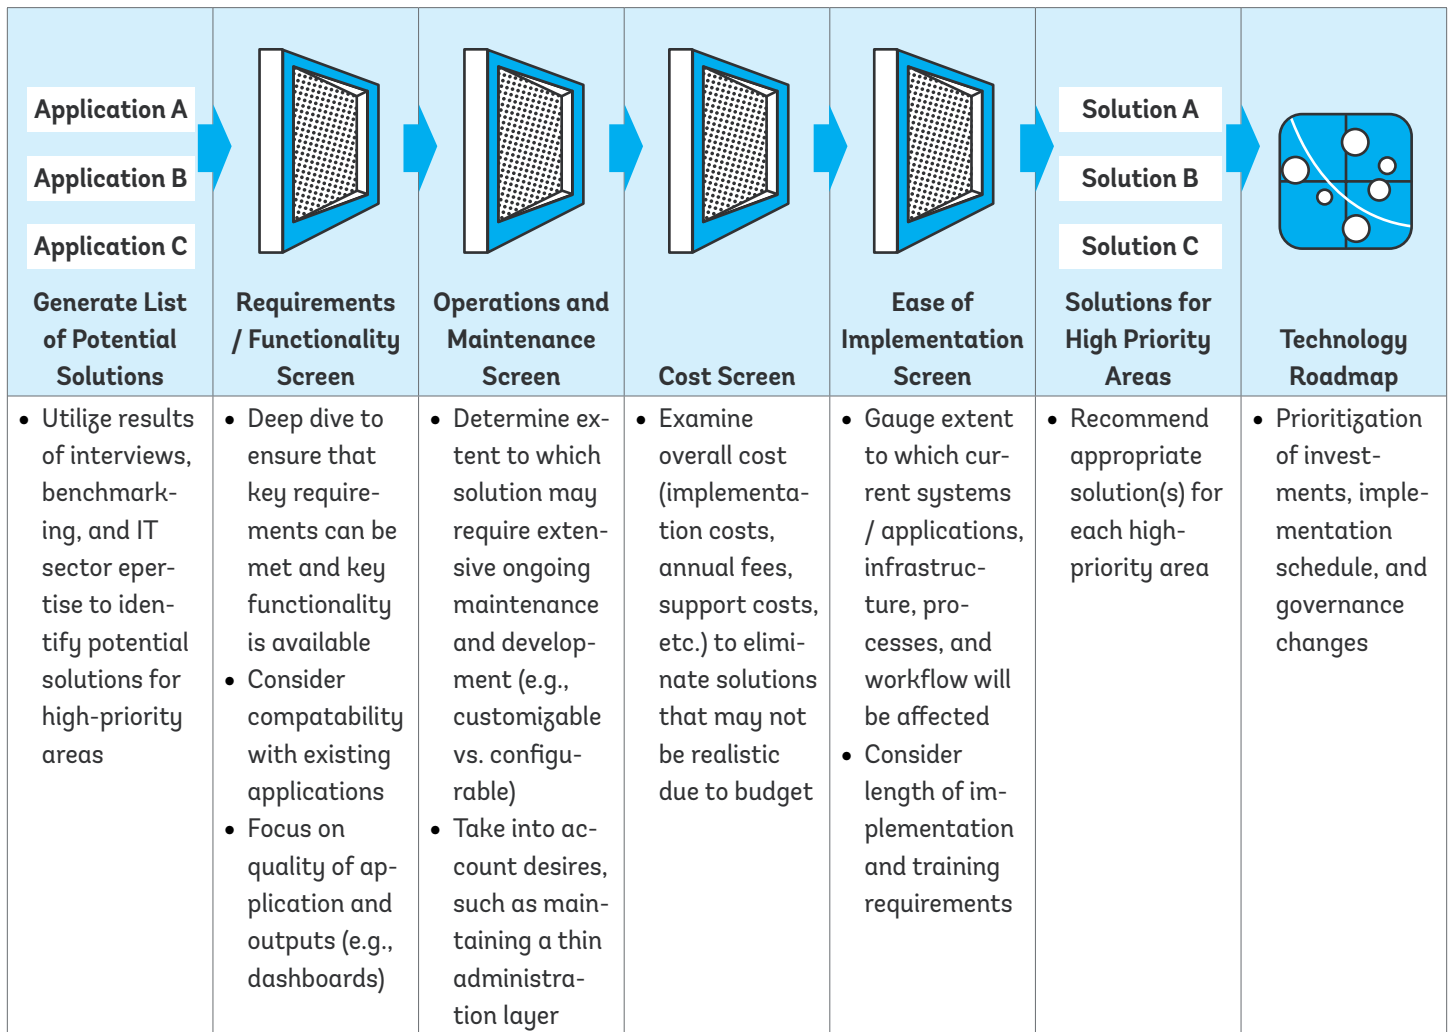 Application A
Application B
Application C
Generate List
of Potential
Solutions
Requirements
/ Functionality
Screen
Operations and
Maintenance
Screen
Cost Screen
Ease of
Implementation
Screen
Solution A
Solution B
Solution C
Solutions for
High Priority
Areas
Technology
Roadmap
• Utilize results
of interviews,
benchmark-
ing, and IT
sector eper-
tise to iden-
tify potential
solutions for
high-priority
areas
• Deep dive to
ensure that
key require-
ments can be
met and key
functionality
is available
• Consider
compatability
with existing
applications
• Focus on
quality of ap-
plication and
outputs (e.g.,
dashboards)
• Determine ex-
tent to which
solution may
require exten-
sive ongoing
maintenance
and develop-
ment (e.g.,
customizable
vs. configu-
rable)
• Take into ac-
count desires,
such as main-
taining a thin
administra-
tion layer
• Examine
overall cost
(implementa-
tion costs,
annual fees,
support costs,
etc.) to elimi-
nate solutions
that may not
be realistic
due to budget
• Gauge extent
to which cur-
rent systems
/ applications,
infrastruc-
ture, pro-
cesses, and
workflow will
be affected
• Consider
length of im-
plementation
and training
requirements
• Recommend
appropriate
solution(s) for
each high-
priority area
• Prioritization
of invest-
ments, imple-
mentation
schedule, and
governance
changes